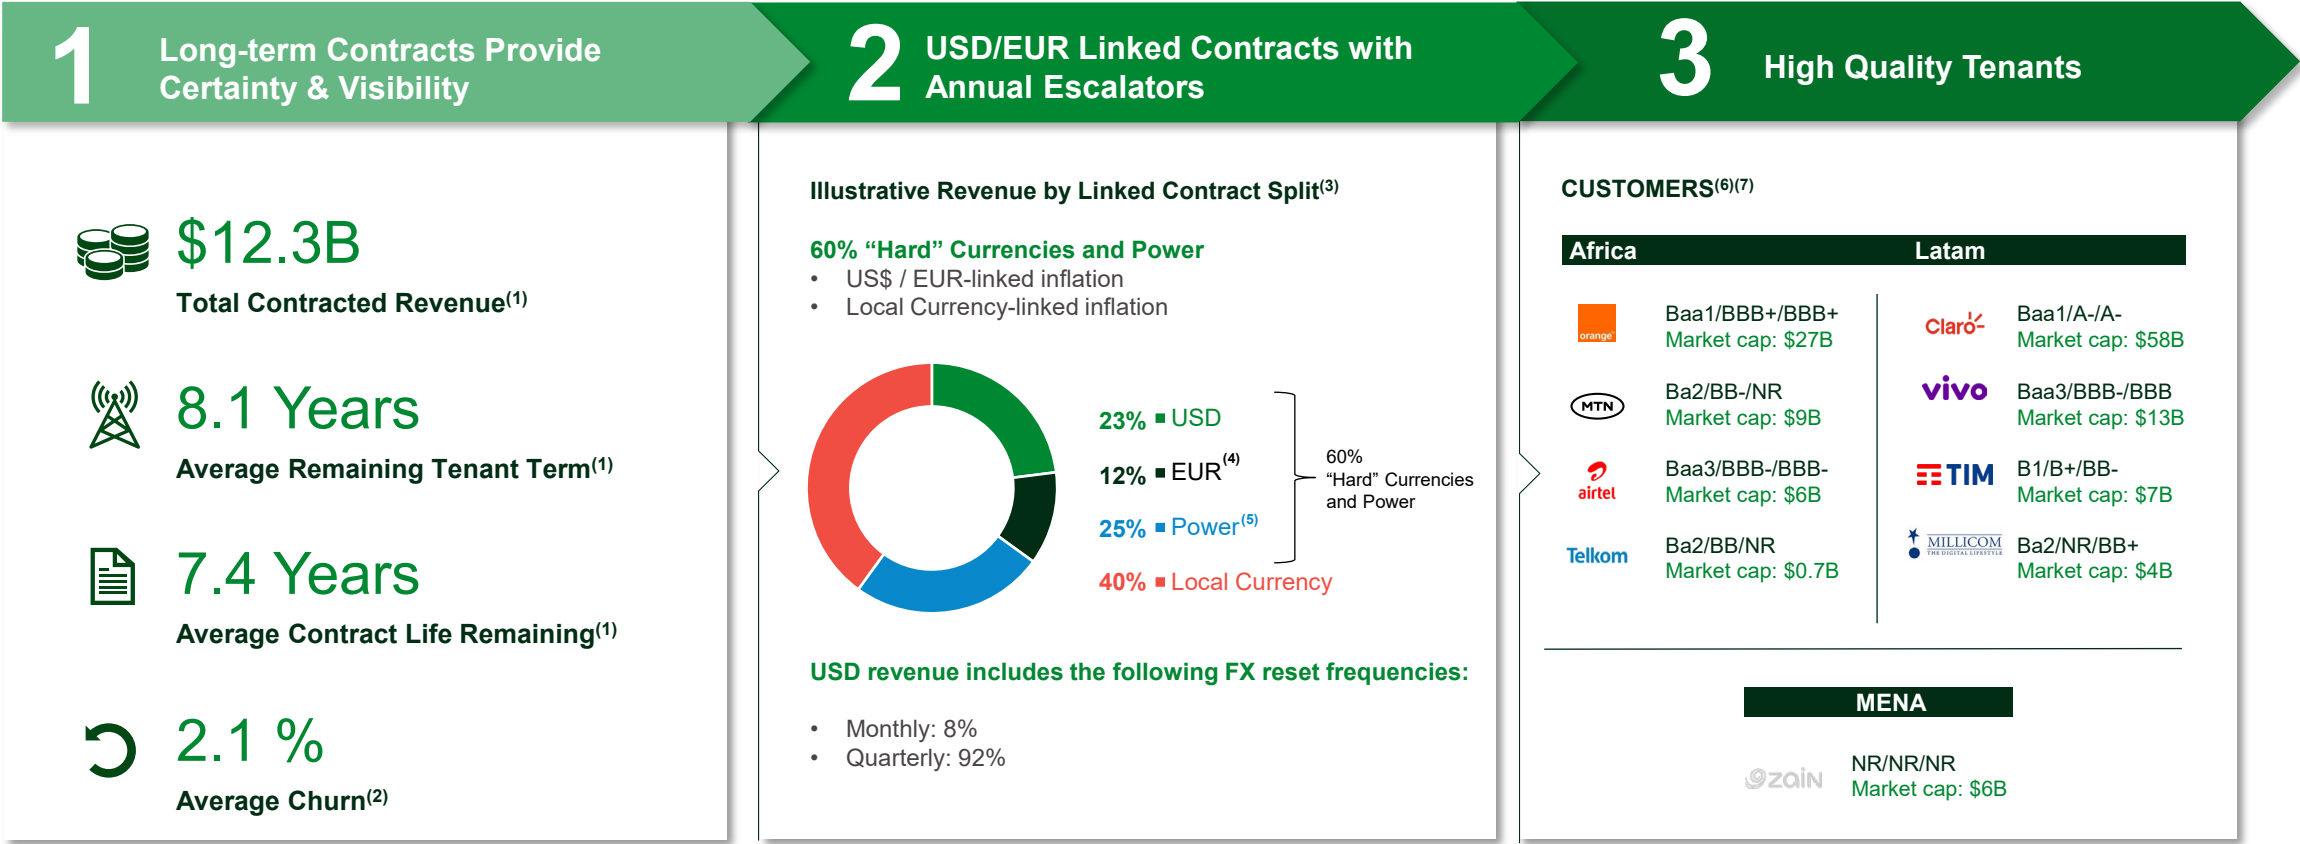 1
Long-term Contracts Provide
Certainty & Visibility
$12.3B
Total Contracted Revenue(1)
8.1 Years
Average Remaining Tenant Term(1)
7.4 Years
Average Contract Life Remaining(1)
2.1 %
Average Churn(2)
2
USD/EUR Linked Contracts with
Annual Escalators
Illustrative Revenue by Linked Contract Split(3)
60% “Hard” Currencies and Power
• US$ / EUR-linked inflation
• Local Currency-linked inflation
23% USD
12% EUR(4)
25% Power(5)
40% Local Currency
60%
“Hard” Currencies
and Power
USD revenue includes the following FX reset frequencies:
• Monthly: 8%
• Quarterly: 92%
3
High Quality Tenants
CUSTOMERS(6)(7)
Africa
orange
Baa1/BBB+/BBB+
Market cap: $27B
MTN
Ba2/BB-/NR
Market cap: $9B
airtel
Baa3/BBB-/BBB-
Market cap: $6B
Telkom
Ba2/BB/NR
Market cap: $0.7B
Latam
Claro
Baa1/A-/A-
Market cap: $58B
vivo
Baa3/BBB-/BBB
Market cap: $13B
TIM
B1/B+/BB-
Market cap: $7B
MILLICOM
THE DIGITAL LIFESTYLE
Ba2/NR/BB+
Market cap: $4B
MENA
zain
NR/NR/NR
Market cap: $6B